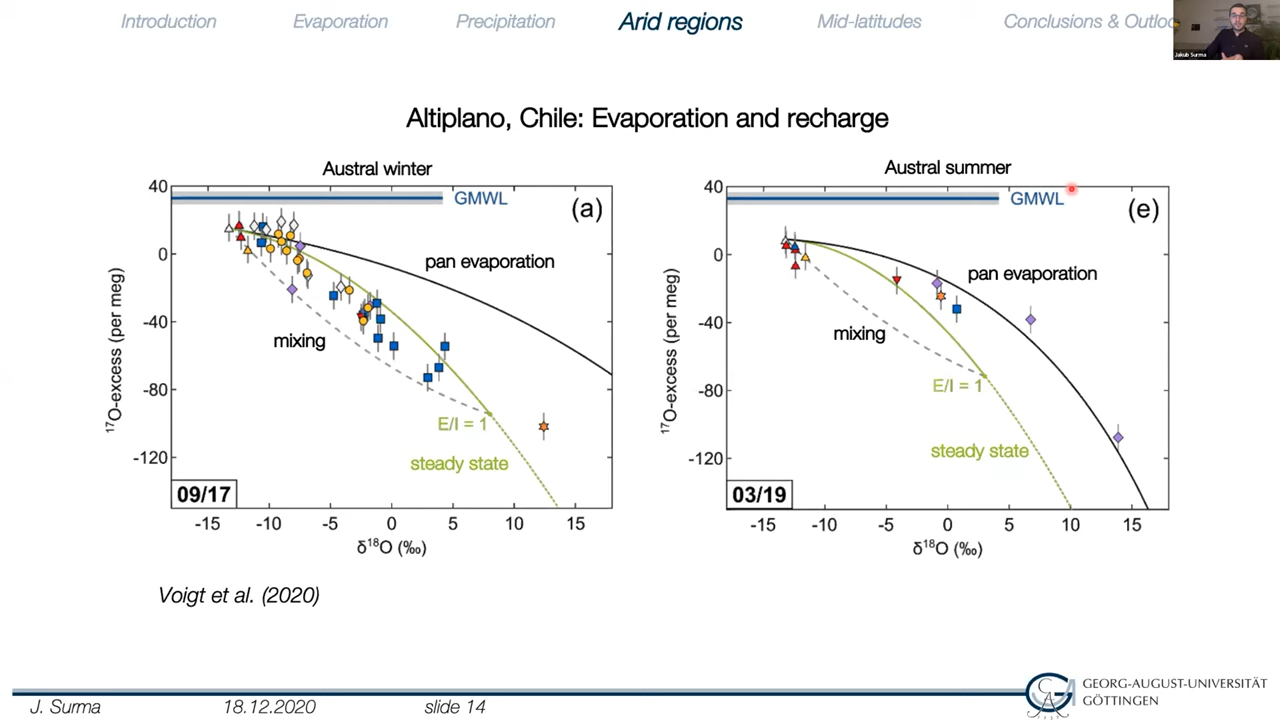 Introduction Evaporation Precipitation Arid regions Mid-latitudes Conclusions & Outloo
Jakub Surma
Altiplano, Chile: Evaporation and recharge
Austral winter
40
0
-40
-80
-120
17O-excess (per meg)
GMWL
(a)
pan evaporation
mixing
E/I = 1
steady state
09/17
-15 -10 -5 0 5 10 15
δ18O (‰)
Austral summer
40
0
-40
-80
-120
17O-excess (per meg)
GMWL
(e)
pan evaporation
mixing
E/I = 1
steady state
03/19
-15 -10 -5 0 5 10 15
δ18O (‰)
Voigt et al. (2020)
J. Surma 18.12.2020 slide 14
GEORG-AUGUST-UNIVERSITÄT
GÖTTINGEN